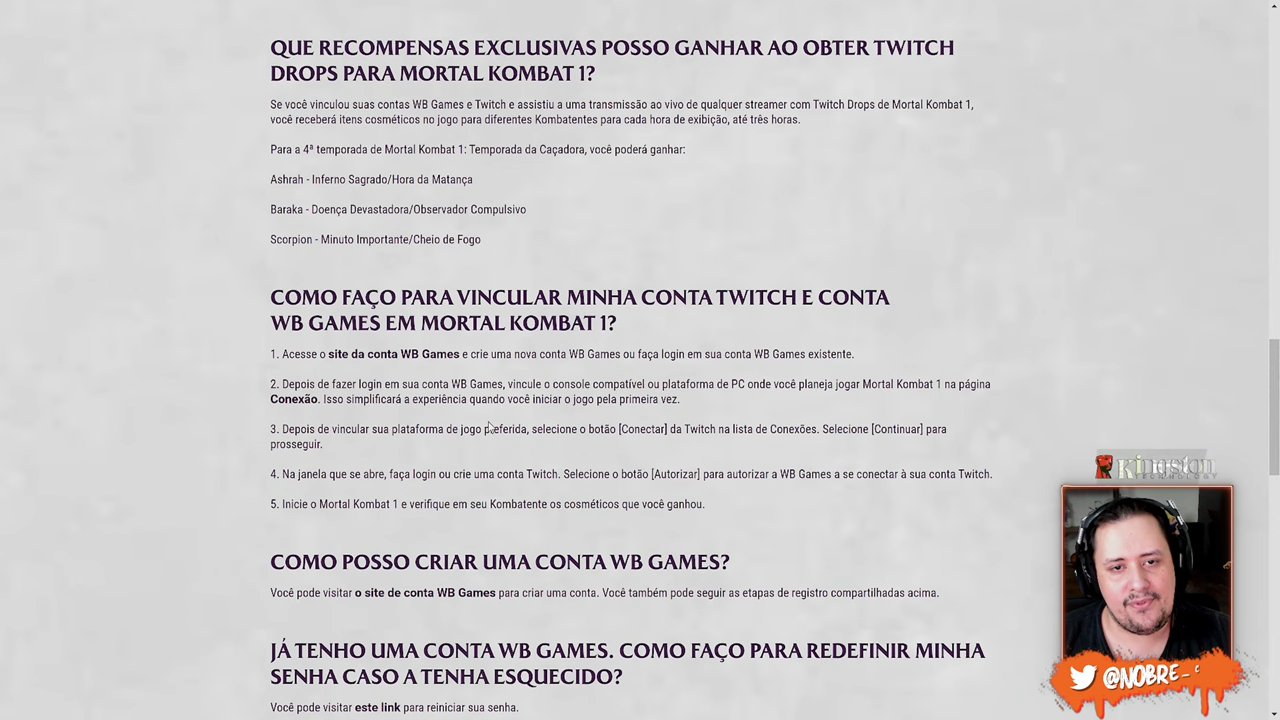 QUE RECOMPENSAS EXCLUSIVAS POSSO GANHAR AO OBTER TWITCH
DROPS PARA MORTAL KOMBAT 1?
Se você vinculou suas contas WB Games e Twitch e assistiu a uma transmissão ao vivo de qualquer streamer com Twitch Drops de Mortal Kombat 1,
você receberá itens cosméticos no jogo para diferentes Kombatentes para cada hora de exibição, até três horas.
Para a 4ª temporada de Mortal Kombat 1: Temporada da Caçadora, você poderá ganhar:
Ashrah - Inferno Sagrado/Hora da Matança
Baraka - Doença Devastadora/Observador Compulsivo
Scorpion - Minuto Importante/Cheio de Fogo
COMO FAÇO PARA VINCULAR MINHA CONTA TWITCH E CONTA
WB GAMES EM MORTAL KOMBAT 1?
1. Acesse o site da conta WB Games e crie uma nova conta WB Games ou faça login em sua conta WB Games existente.
2. Depois de fazer login em sua conta WB Games, vincule o console compatível ou plataforma de PC onde você planeja jogar Mortal Kombat 1 na página
Conexão. Isso simplificará a experiência quando você iniciar o jogo pela primeira vez.
3. Depois de vincular sua plataforma de jogo preferida, selecione o botão [Conectar] da Twitch na lista de Conexões. Selecione [Continuar] para
prosseguir.
4. Na janela que se abre, faça login ou crie uma conta Twitch. Selecione o botão [Autorizar] para autorizar a WB Games a se conectar à sua conta Twitch.
5. Inicie o Mortal Kombat 1 e verifique em seu Kombatente os cosméticos que você ganhou.
COMO POSSO CRIAR UMA CONTA WB GAMES?
Você pode visitar o site de conta WB Games para criar uma conta. Você também pode seguir as etapas de registro compartilhadas acima.
JÁ TENHO UMA CONTA WB GAMES. COMO FAÇO PARA REDEFINIR MINHA
SENHA CASO A TENHA ESQUECIDO?
Você pode visitar este link para reiniciar sua senha.
Kingston
TECHNOLOGY
@NOBRE_